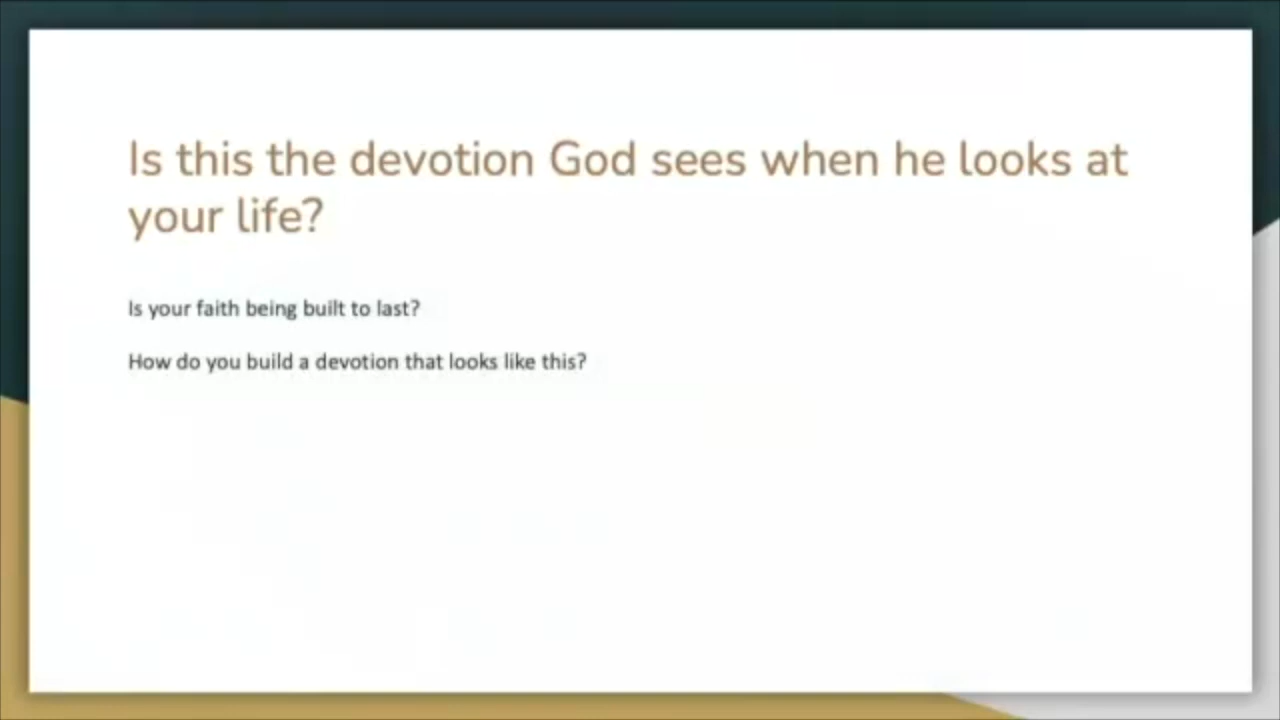 Is this the devotion God sees when he looks at
your life?
Is your faith being built to last?
How do you build a devotion that looks like this?